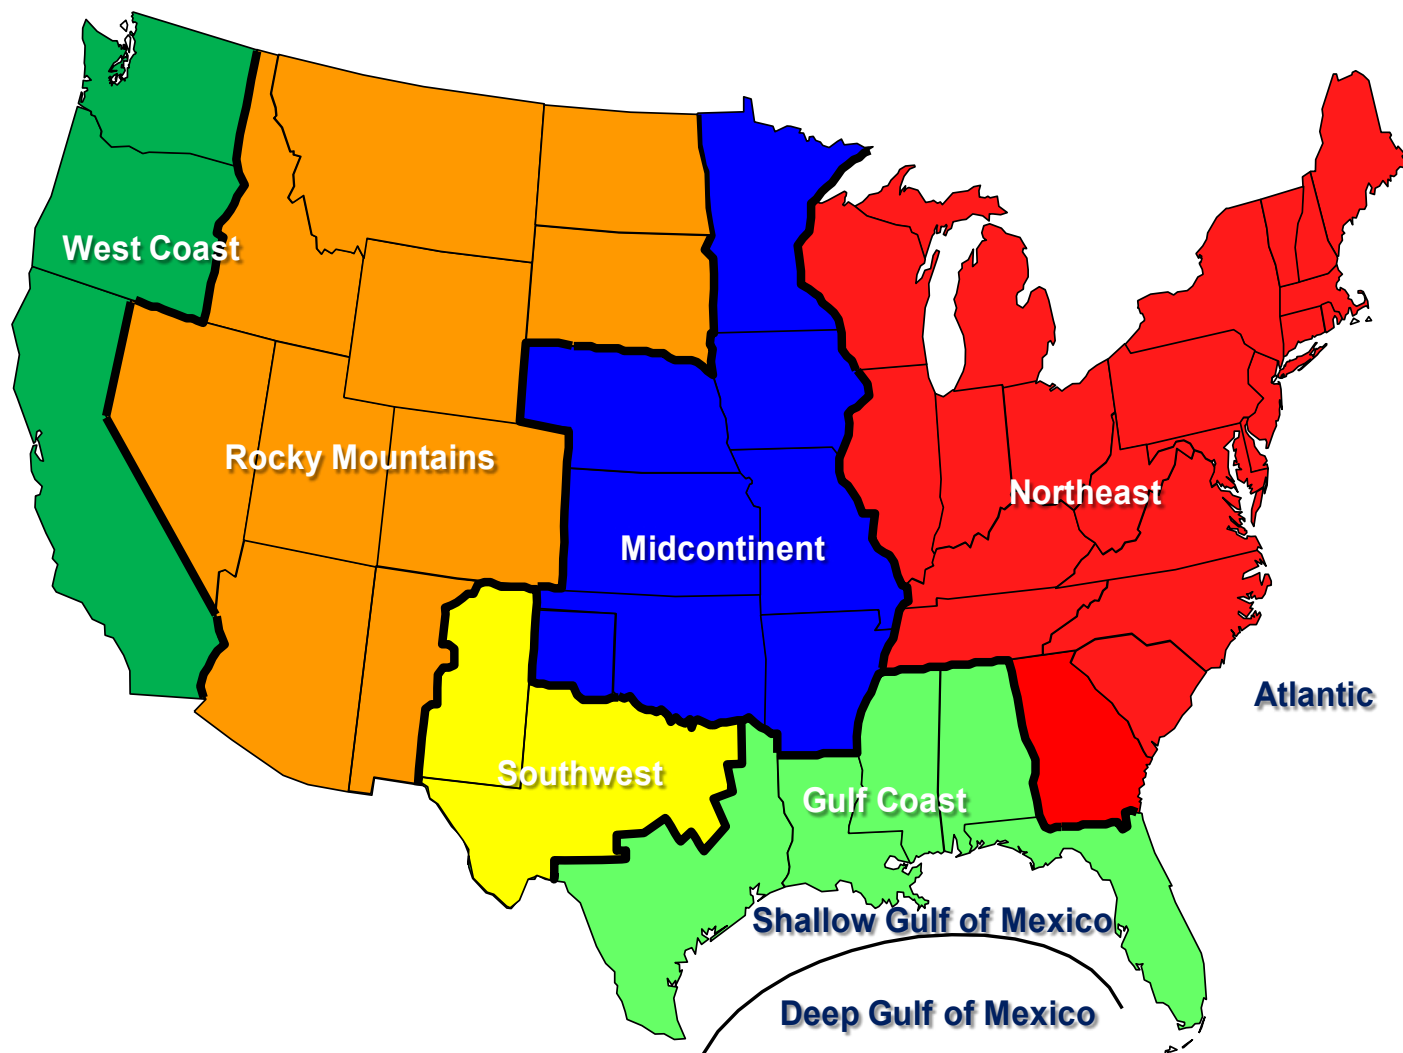 West Coast
Rocky Mountains
Northeast
Midcontinent
Atlantic
Southwest
Gulf Coast
Shallow Gulf of Mexico
Deep Gulf of Mexico